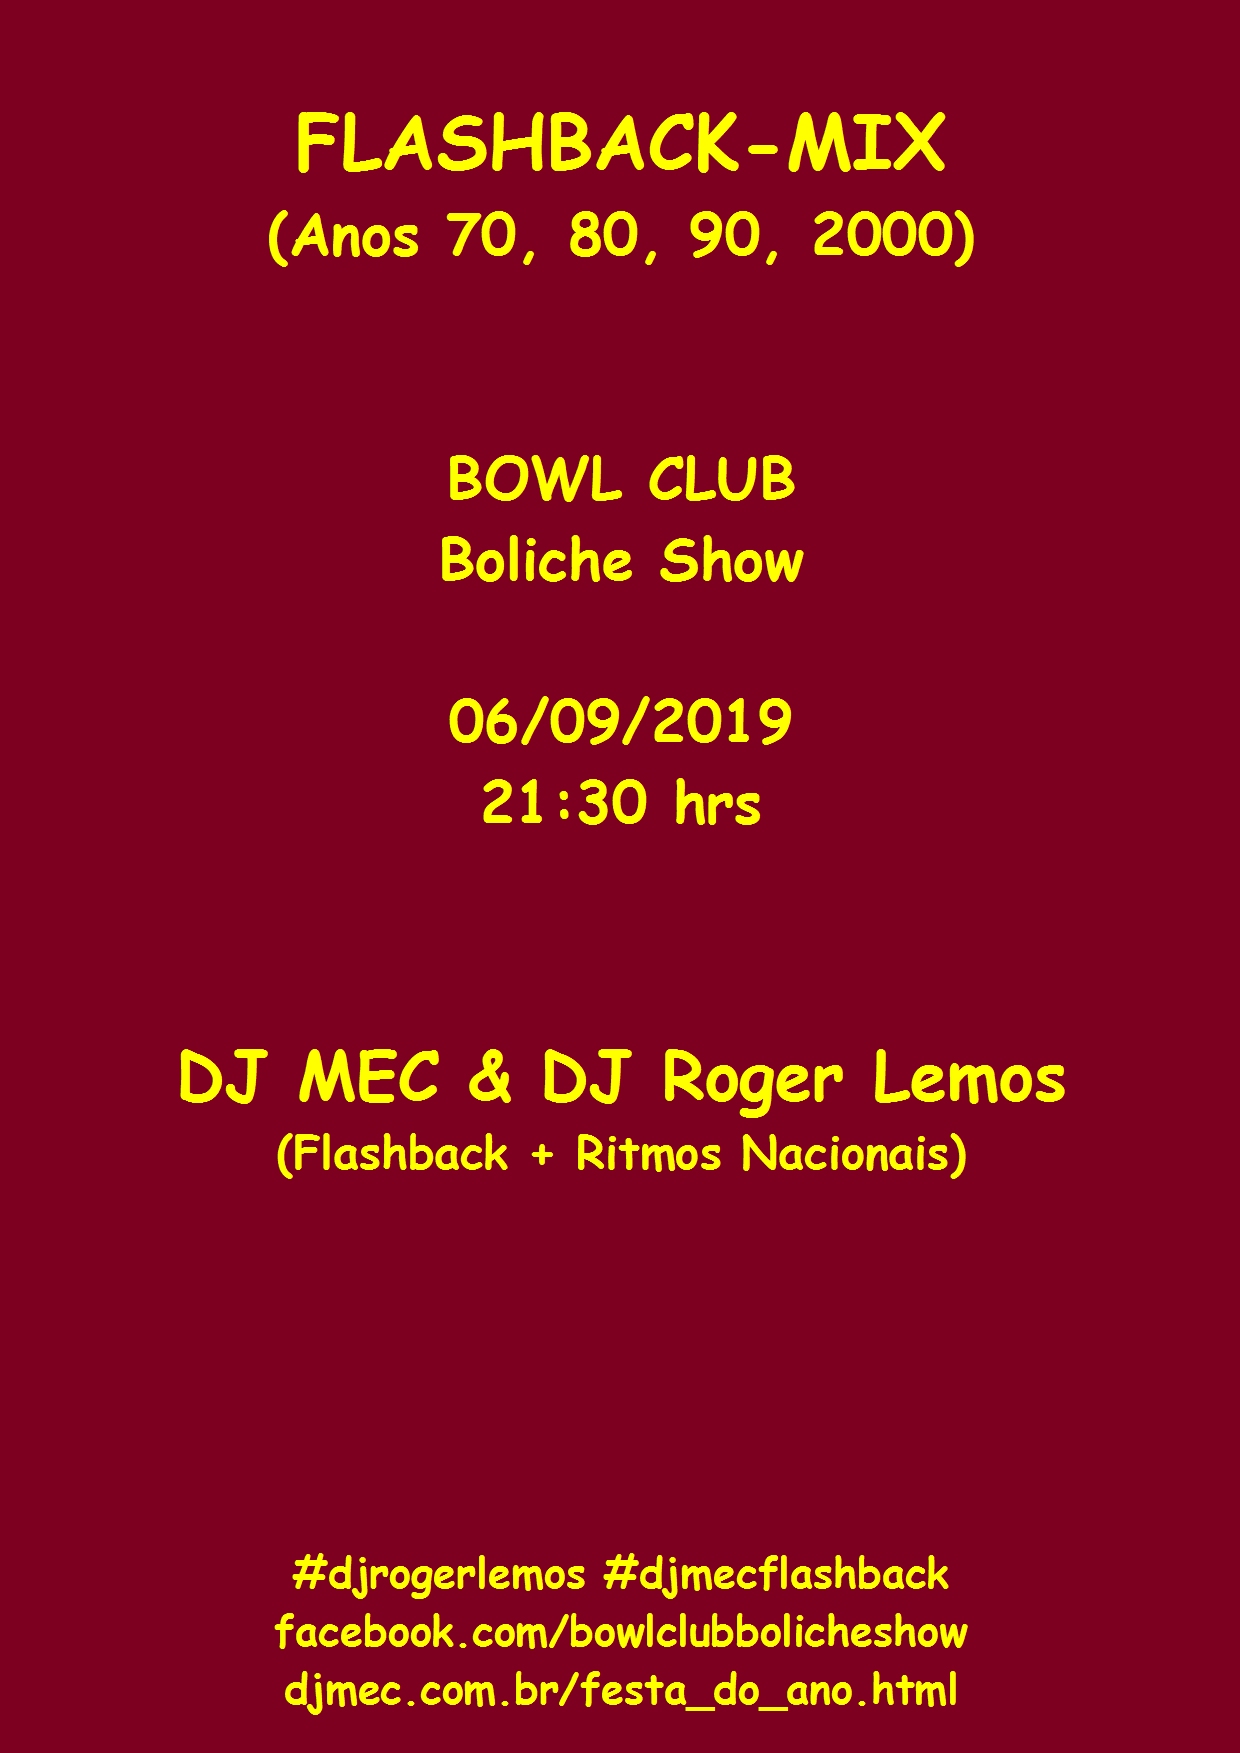 FLASHBACK-MIX
(Anos 70, 80, 90, 2000)
BOWL CLUB
Boliche Show
06/09/2019
21:30 hrs
DJ MEC & DJ Roger Lemos
(Flashback + Ritmos Nacionais)
#djrogerlemos #djmecflashback
facebook.com/bowlclubbolicheshow
djmec.com.br/festa_do_ano.html